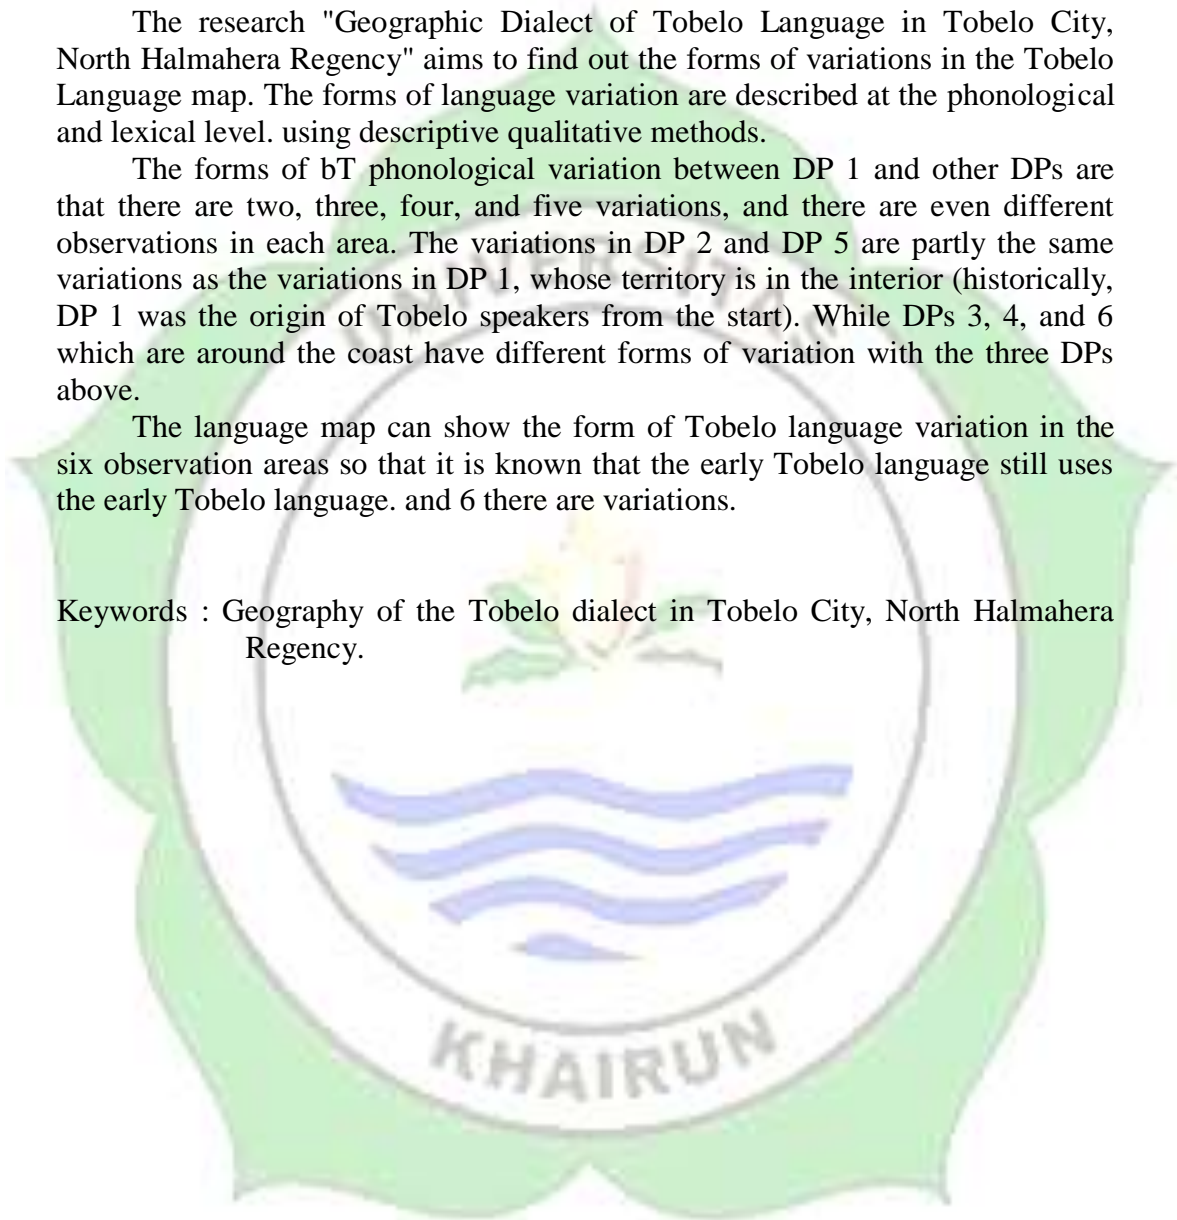 The research "Geographic Dialect of Tobelo Language in Tobelo City,
North Halmahera Regency" aims to find out the forms of variations in the Tobelo
Language map. The forms of language variation are described at the phonological
and lexical level. using descriptive qualitative methods.
The forms of bT phonological variation between DP 1 and other DPs are
that there are two, three, four, and five variations, and there are even different
observations in each area. The variations in DP 2 and DP 5 are partly the same
variations as the variations in DP 1, whose territory is in the interior (historically,
DP 1 was the origin of Tobelo speakers from the start). While DPs 3, 4, and 6
which are around the coast have different forms of variation with the three DPs
above.
The language map can show the form of Tobelo language variation in the
six observation areas so that it is known that the early Tobelo language still uses
the early Tobelo language. and 6 there are variations.
Keywords : Geography of the Tobelo dialect in Tobelo City, North Halmahera
Regency.
UNIVERSITAS
KHAIRUN